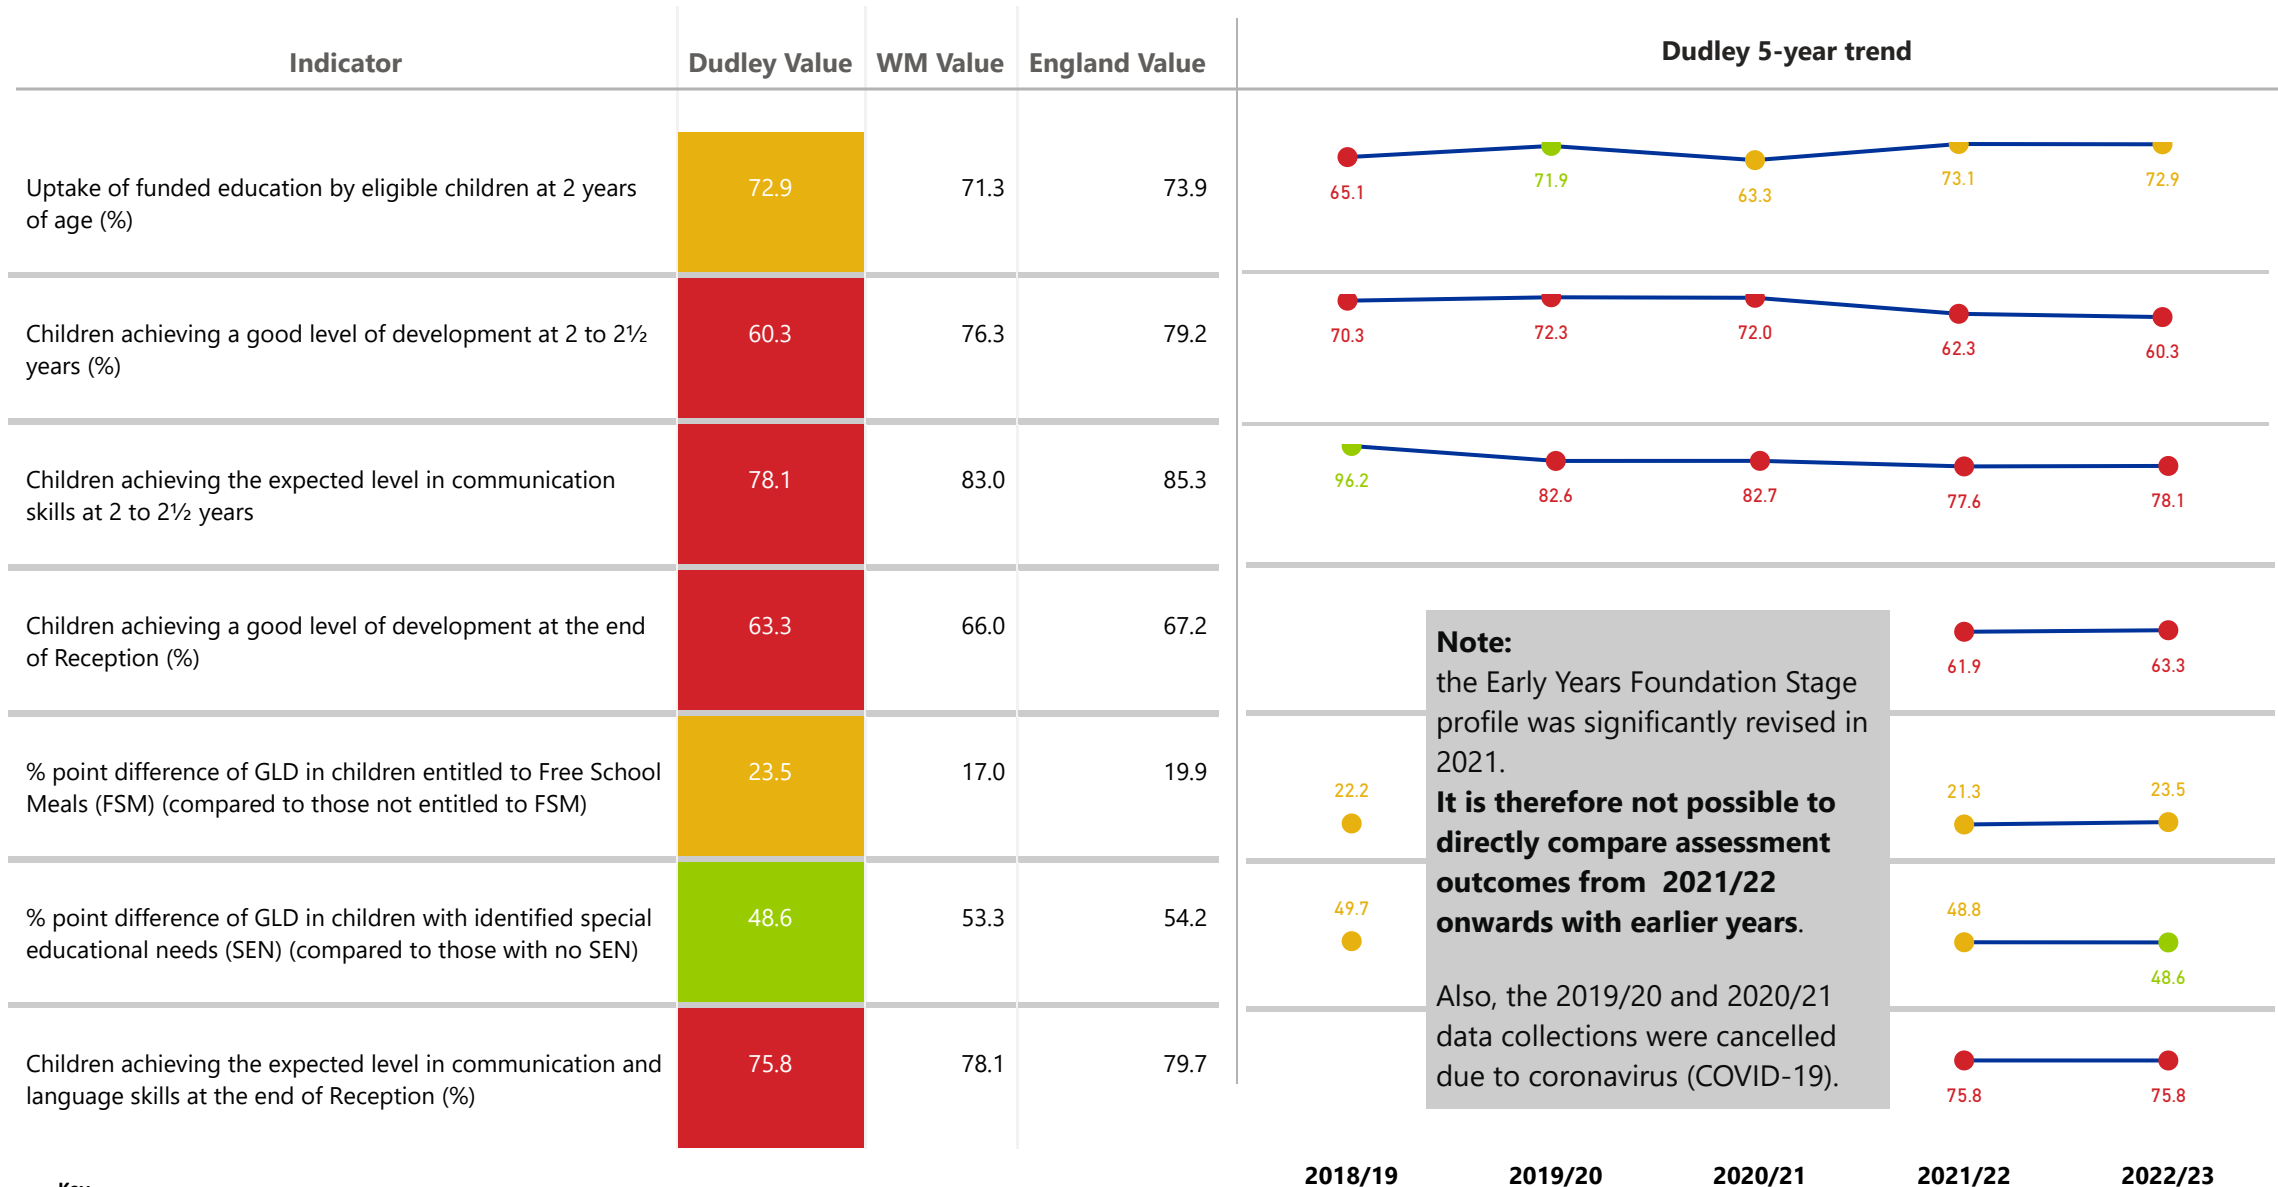 Indicator
Dudley Value
WM Value
England Value
Dudley 5-year trend
Uptake of funded education by eligible children at 2 years
of age (%)
72.9
71.3
73.9
65.1
71.9
63.3
73.1
72.9
Children achieving a good level of development at 2 to 2½
years (%)
60.3
76.3
79.2
70.3
72.3
72.0
62.3
60.3
Children achieving the expected level in communication
skills at 2 to 2½ years
78.1
83.0
85.3
96.2
82.6
82.7
77.6
78.1
Children achieving a good level of development at the end
of Reception (%)
63.3
66.0
67.2
61.9
63.3
% point difference of GLD in children entitled to Free School
Meals (FSM) (compared to those not entitled to FSM)
23.5
17.0
19.9
22.2
21.3
23.5
% point difference of GLD in children with identified special
educational needs (SEN) (compared to those with no SEN)
48.6
53.3
54.2
49.7
48.8
48.6
Children achieving the expected level in communication and
language skills at the end of Reception (%)
75.8
78.1
79.7
75.8
75.8
Note:
the Early Years Foundation Stage
profile was significantly revised in
2021.
It is therefore not possible to
directly compare assessment
outcomes from 2021/22
onwards with earlier years.
Also, the 2019/20 and 2020/21
data collections were cancelled
due to coronavirus (COVID-19).
2018/19
2019/20
2020/21
2021/22
2022/23